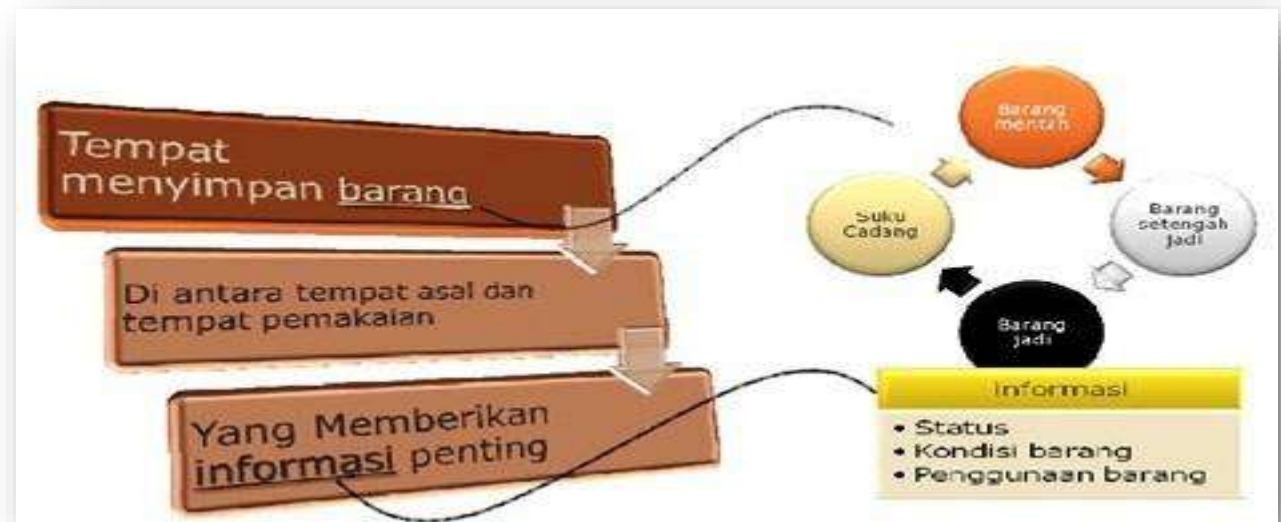 Tempat
menyimpan barang
Di antara tempat asal dan
tempat pemakaian
Yang Memberikan
informasi penting
Barang
mentah
Barang
setengah
jadi
Barang
jadi
Suku
Cadang
Informasi
• Status
• Kondisi barang
• Penggunaan barang